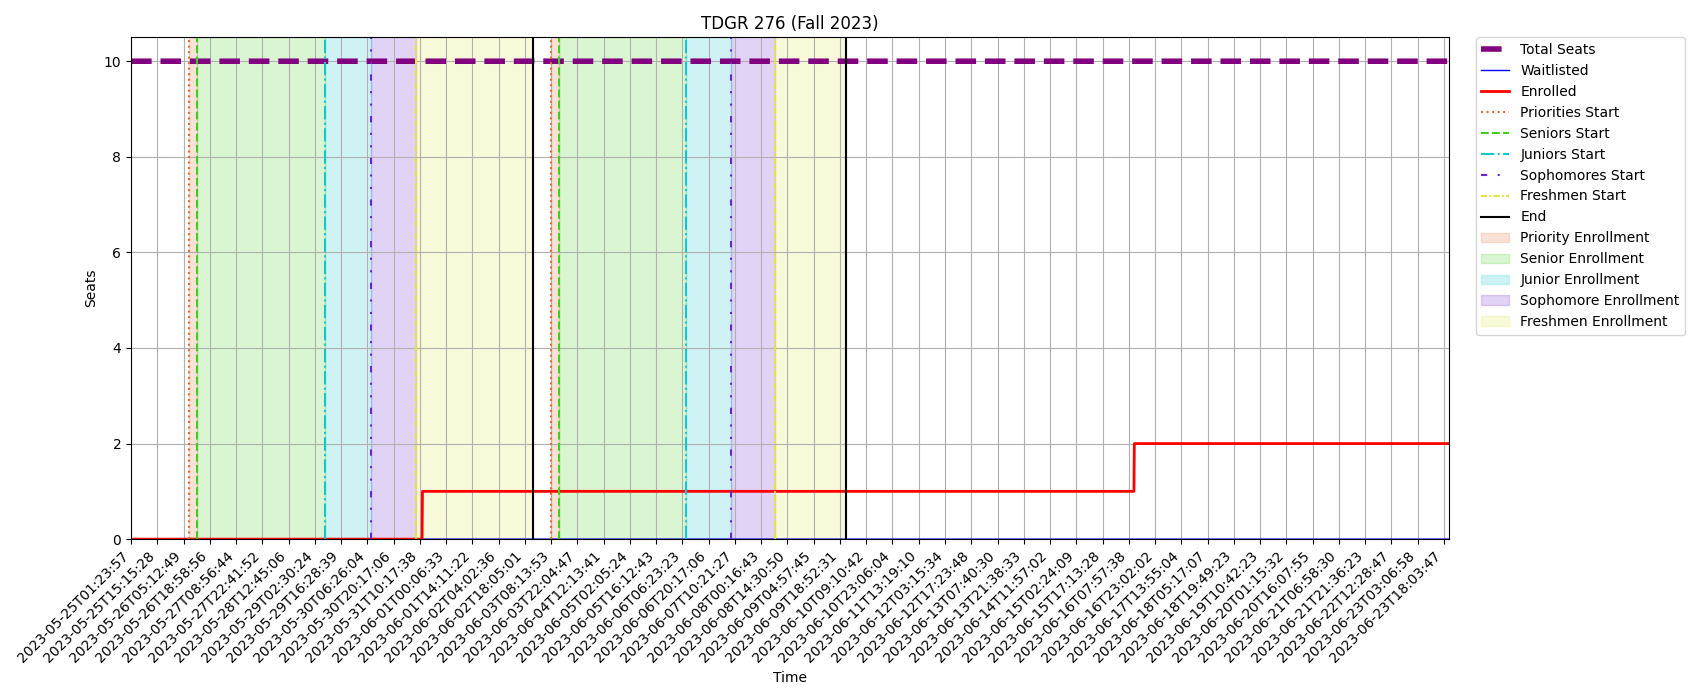 TDGR 276 (Fall 2023)
Seats
10
8
6
4
2
0
2023-05-25T01:23:57
2023-05-25T15:15:28
2023-05-26T05:12:49
2023-05-26T18:58:56
2023-05-27T08:56:44
2023-05-27T22:41:52
2023-05-28T12:45:06
2023-05-29T02:30:24
2023-05-29T16:28:39
2023-05-30T06:26:04
2023-05-30T20:17:06
2023-05-31T10:17:38
2023-06-01T00:06:33
2023-06-01T14:11:22
2023-06-02T04:02:36
2023-06-02T18:05:01
2023-06-03T08:13:53
2023-06-03T22:04:47
2023-06-04T12:13:41
2023-06-05T02:05:24
2023-06-05T16:12:43
2023-06-06T06:23:23
2023-06-06T20:17:06
2023-06-07T10:21:27
2023-06-08T00:16:43
2023-06-08T14:30:50
2023-06-09T04:57:45
2023-06-09T18:52:31
2023-06-10T09:10:42
2023-06-10T23:06:04
2023-06-11T13:19:10
2023-06-12T03:15:34
2023-06-12T17:23:48
2023-06-13T07:40:30
2023-06-13T21:38:33
2023-06-14T11:57:02
2023-06-15T02:24:09
2023-06-15T17:13:28
2023-06-16T07:57:38
2023-06-16T23:02:02
2023-06-17T13:55:04
2023-06-18T05:17:07
2023-06-18T19:49:23
2023-06-19T10:42:23
2023-06-20T01:15:32
2023-06-20T16:07:55
2023-06-21T06:58:30
2023-06-21T21:36:23
2023-06-22T12:28:47
2023-06-23T03:06:58
2023-06-23T18:03:47
Time
Total Seats
Waitlisted
Enrolled
Priorities Start
Seniors Start
Juniors Start
Sophomores Start
Freshmen Start
End
Priority Enrollment
Senior Enrollment
Junior Enrollment
Sophomore Enrollment
Freshmen Enrollment